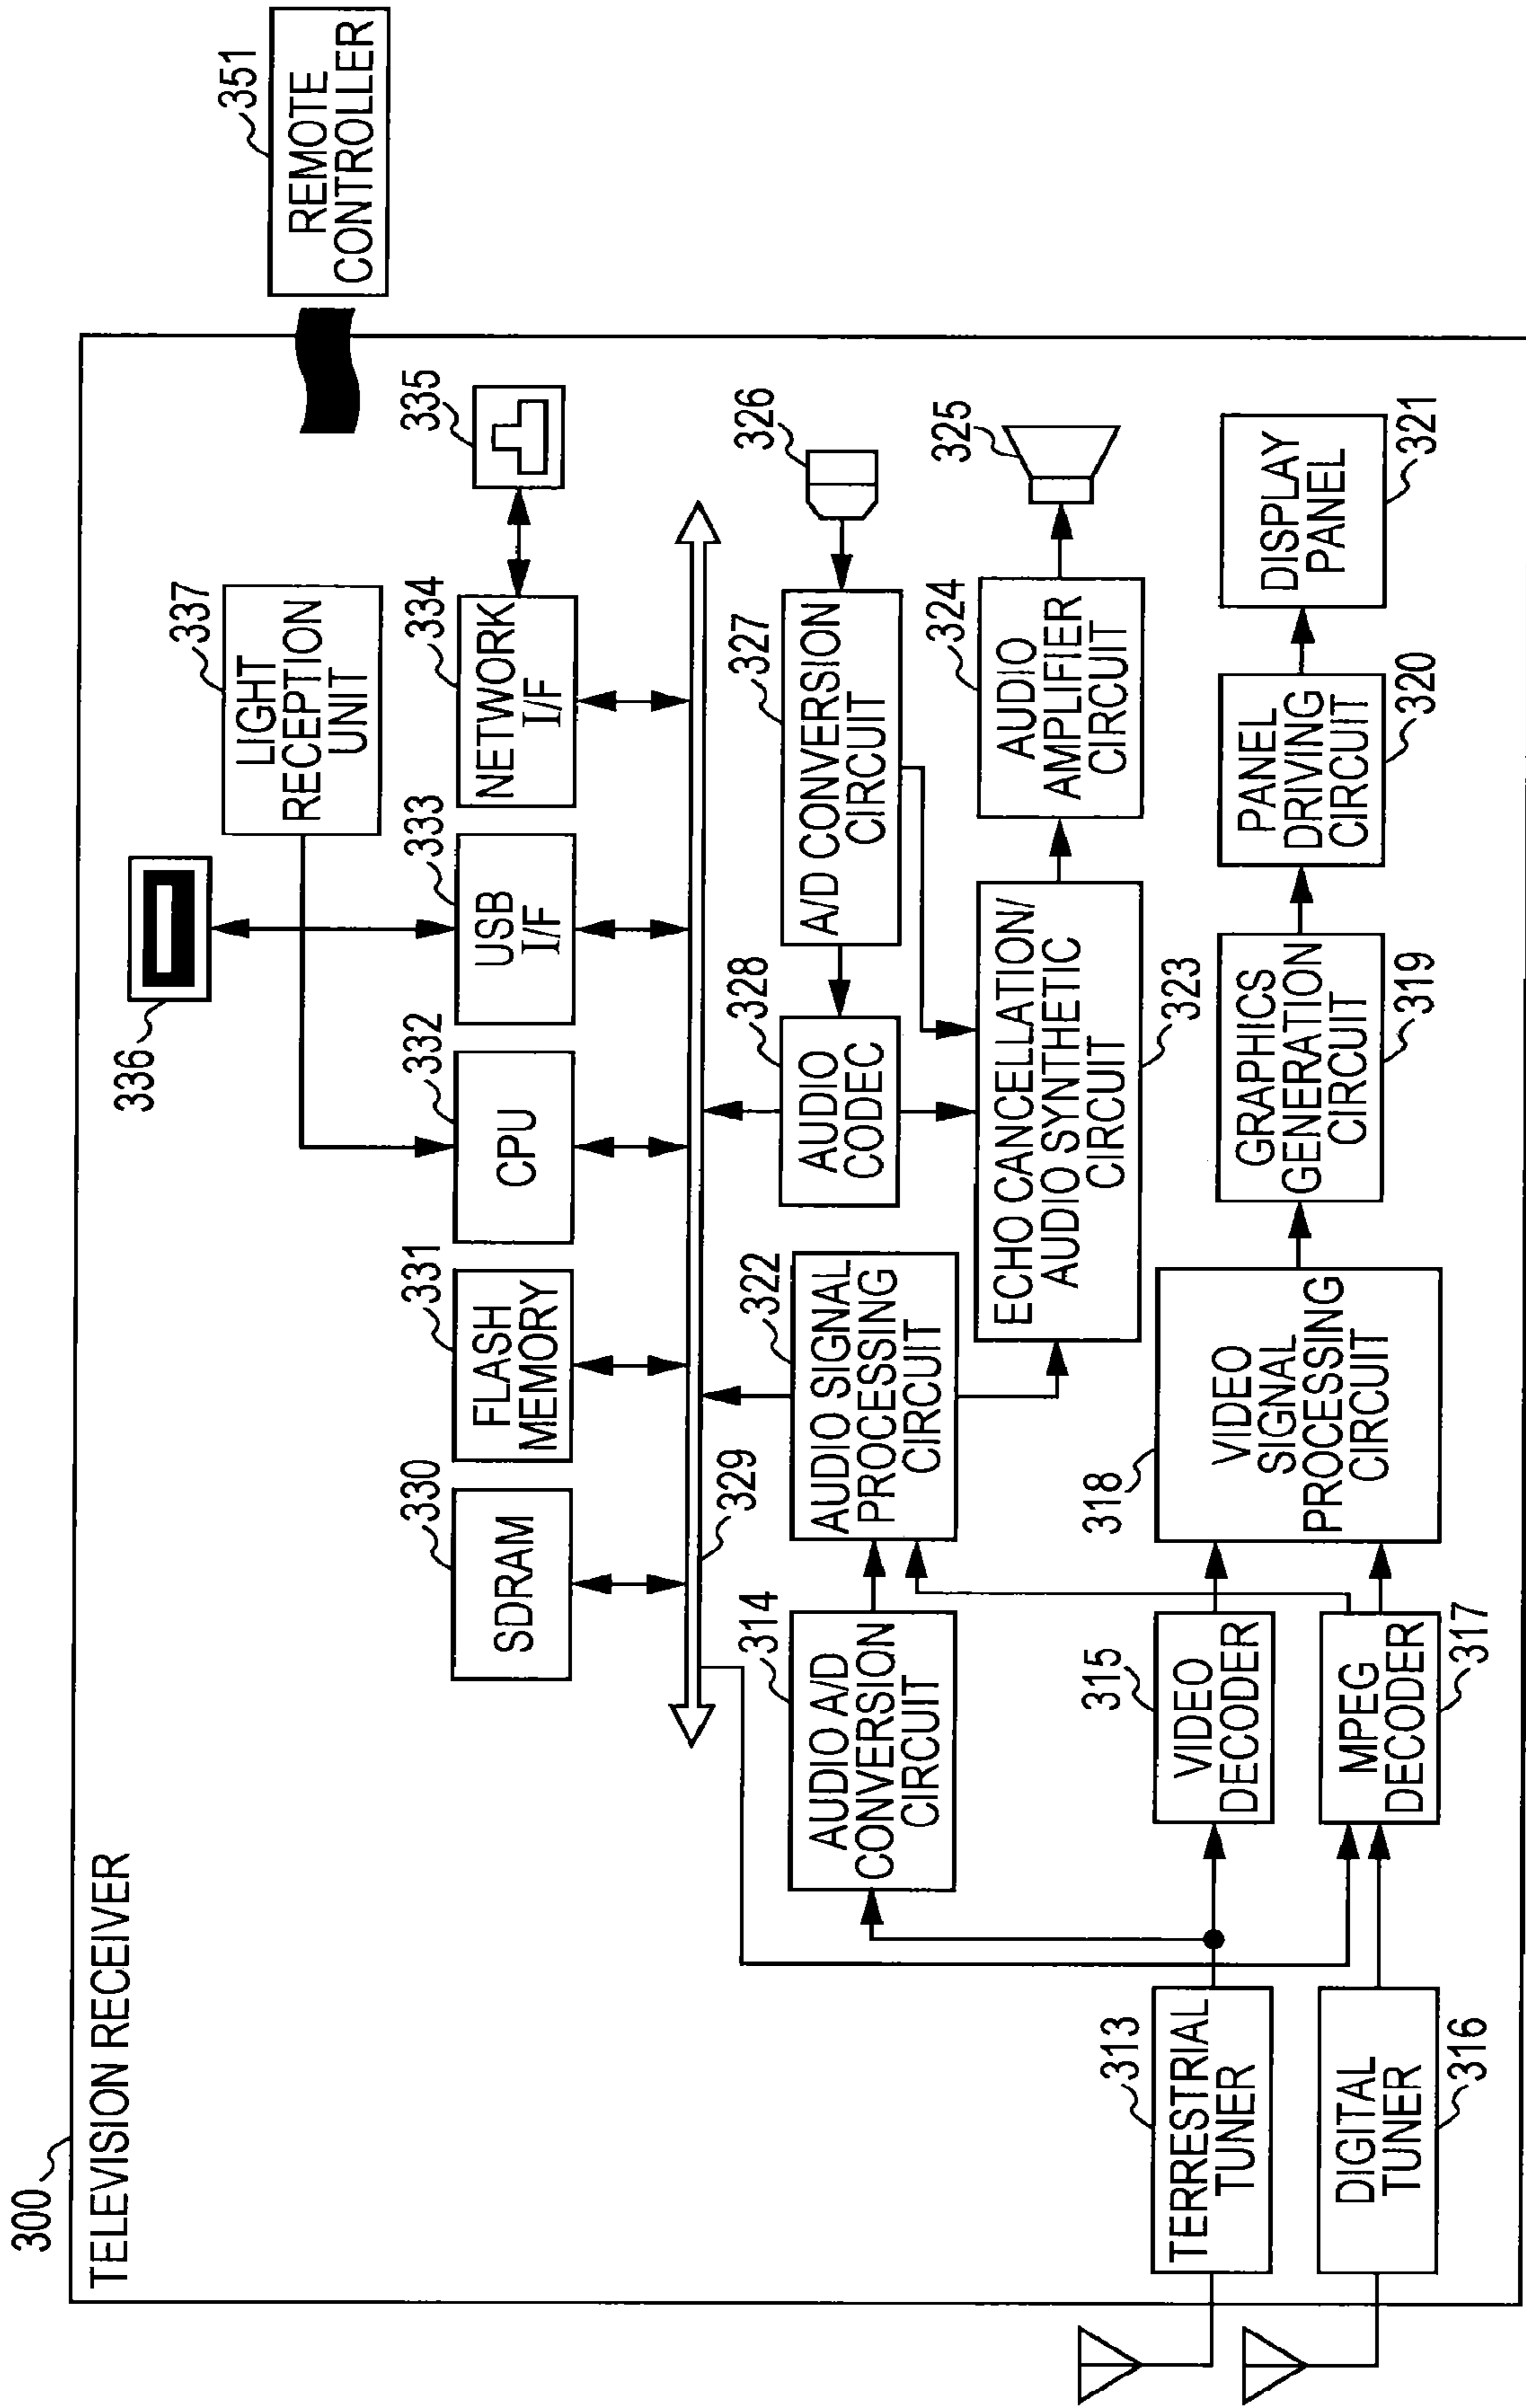 300
TELEVISION RECEIVER
351
REMOTE
CONTROLLER
336
337
LIGHT
RECEPTION
UNIT
330
SDRAM
331
FLASH
MEMORY
332
CPU
333
USB
I/F
334
NETWORK
I/F
335
329
314
AUDIO A/D
CONVERSION
CIRCUIT
322
AUDIO SIGNAL
PROCESSING
CIRCUIT
328
AUDIO
CODEC
327
A/D CONVERSION
CIRCUIT
326
ECHO CANCELLATION/
AUDIO SYNTHETIC
CIRCUIT
323
324
AUDIO
AMPLIFIER
CIRCUIT
325
313
TERRESTRIAL
TUNER
315
VIDEO
DECODER
318
VIDEO
SIGNAL
PROCESSING
CIRCUIT
GRAPHICS
GENERATION
CIRCUIT
319
PANEL
DRIVING
CIRCUIT
320
DISPLAY
PANEL
321
DIGITAL
TUNER
316
MPEG
DECODER
317